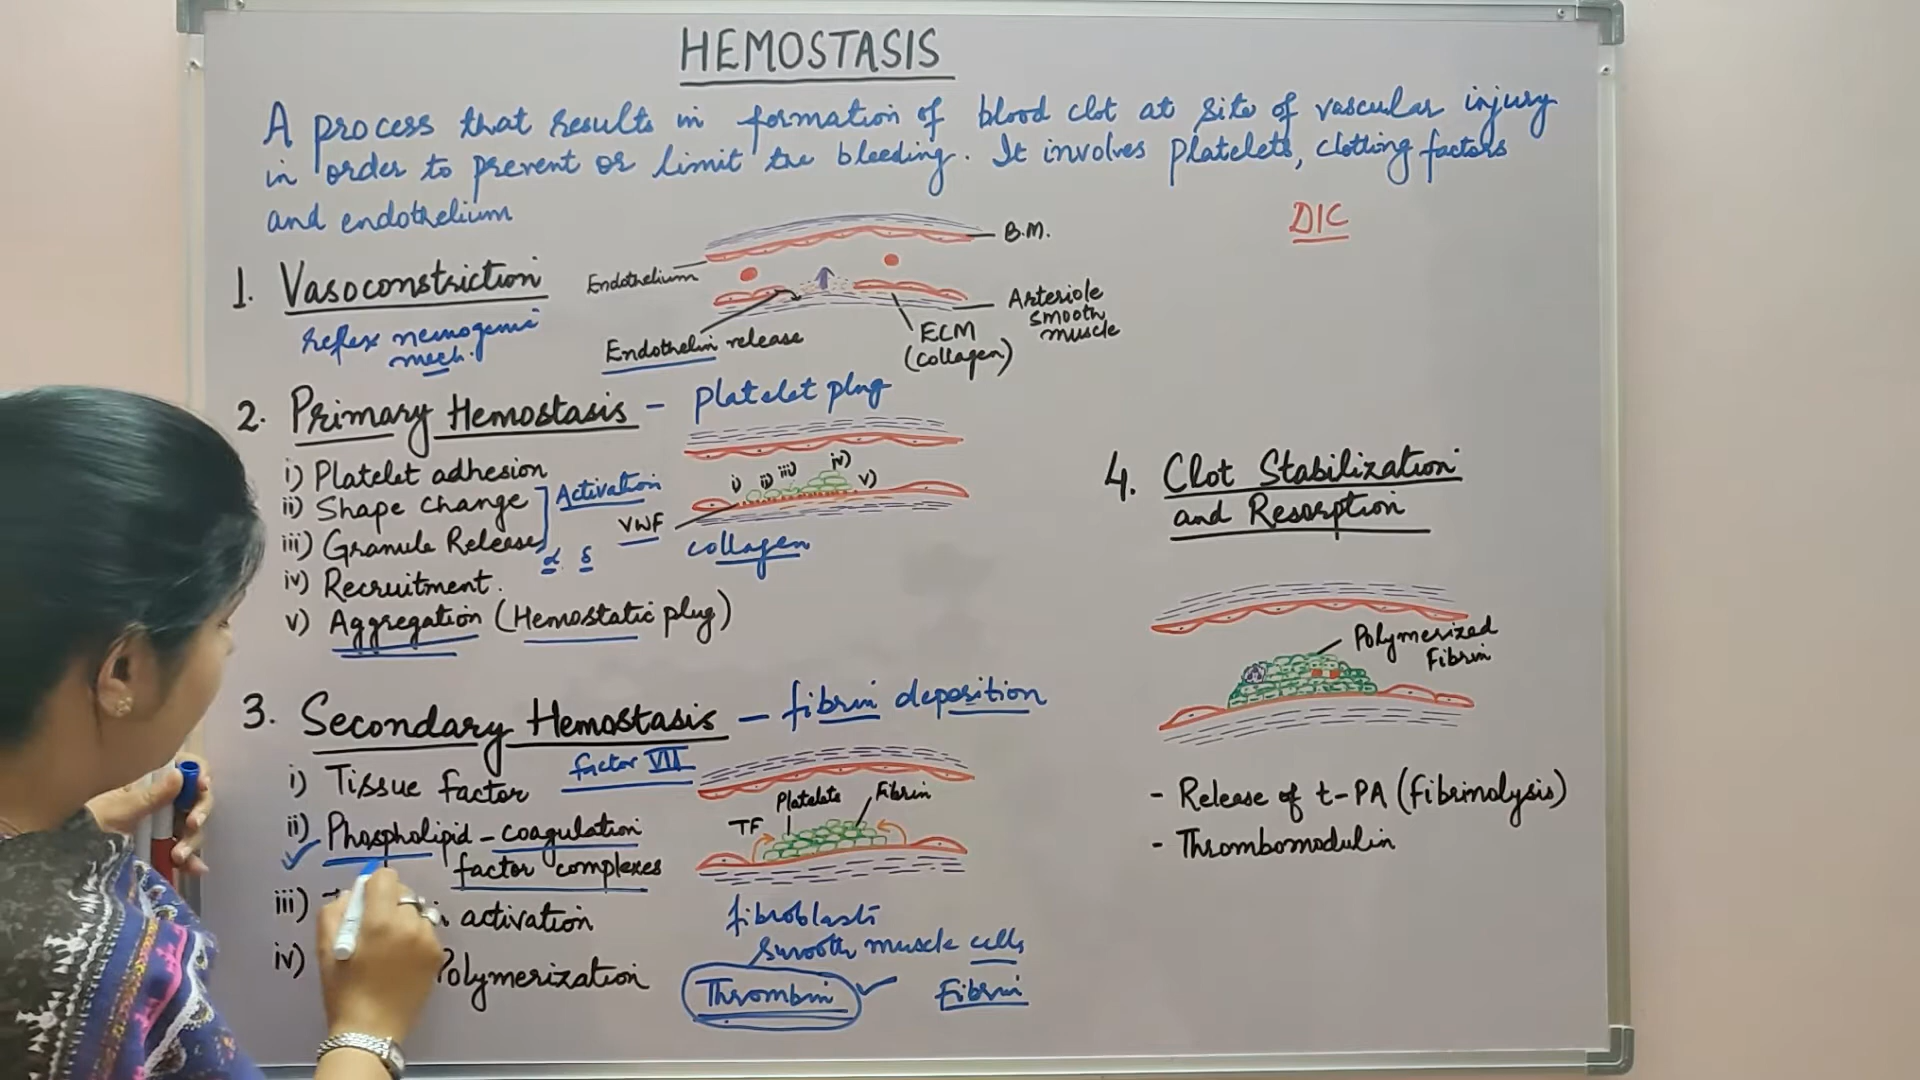 HEMOSTASIS
A process that results in formation of blood clot at site of vascular injury
in order to prevent or limit the bleeding. It involves platelets, clotting factors
and endothelium
DIC
1. Vasoconstriction
reflex neurogenic
mech.
Endothelium
B.M.
Endothelin release
ECM
(collagen)
Arteriole
smooth
muscle
2. Primary Hemostasis - platelet plug
i) Platelet adhesion
ii) Shape change
iii) Granule Release
Activation
α δ
iv) Recruitment.
v) Aggregation (Hemostatic plug)
i) ii) iii) iv) v)
VWF
collagen
3. Secondary Hemostasis - fibrin deposition
i) Tissue factor
factor VII
ii) Phospholipid - coagulation
factor complexes
iii) activation
iv) Polymerization
TF
Platelets
Fibrin
fibroblasts
smooth muscle cells
Thrombin
Fibrin
4. Clot Stabilization
and Resorption
Polymerized
Fibrin
- Release of t-PA (fibrinolysis)
- Thrombomodulin